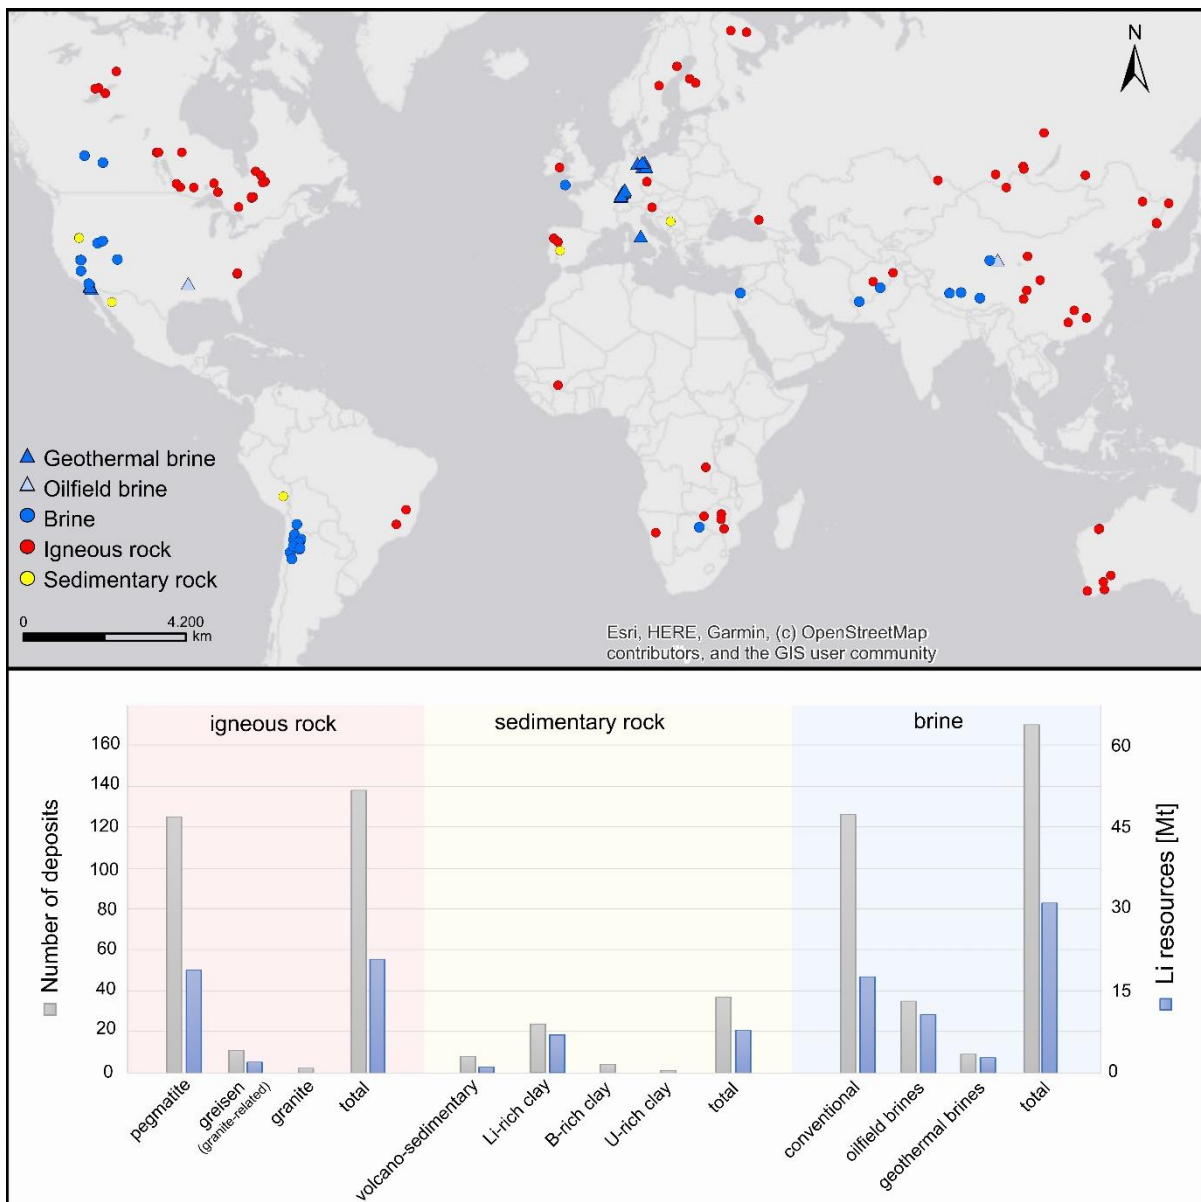 N
Geothermal brine
Oilfield brine
Brine
Igneous rock
Sedimentary rock
0 4.200
km
Esri, HERE, Garmin, (c) OpenStreetMap
contributors, and the GIS user community
igneous rock sedimentary rock brine
160 60
140
120 45
100
80 30
60
40 15
20
0 0
Number of deposits
Li resources [Mt]
pegmatite
greisen
(granite-related)
granite
total
volcano-sedimentary
Li-rich clay
B-rich clay
U-rich clay
total
conventional
oilfield brines
geothermal brines
total